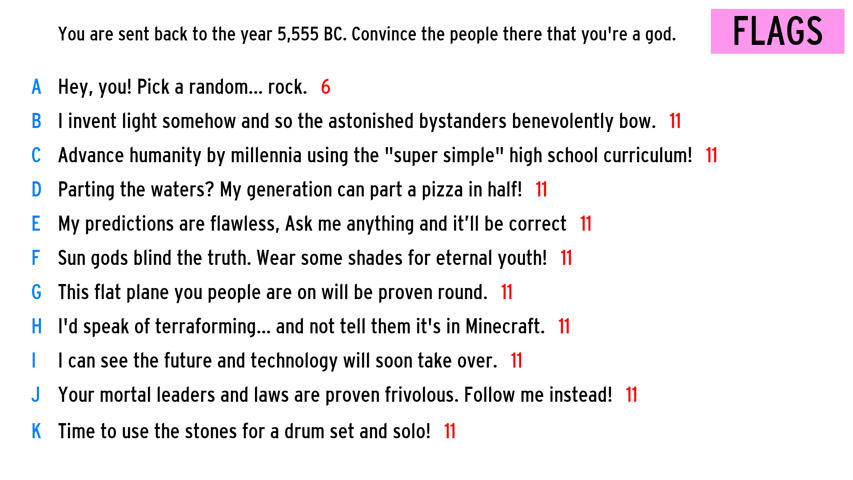 You are sent back to the year 5,555 BC. Convince the people there that you're a god.
FLAGS
A Hey, you! Pick a random... rock. 6
B I invent light somehow and so the astonished bystanders benevolently bow. 11
C Advance humanity by millennia using the "super simple" high school curriculum! 11
D Parting the waters? My generation can part a pizza in half! 11
E My predictions are flawless, Ask me anything and it’ll be correct 11
F Sun gods blind the truth. Wear some shades for eternal youth! 11
G This flat plane you people are on will be proven round. 11
H I'd speak of terraforming... and not tell them it's in Minecraft. 11
I I can see the future and technology will soon take over. 11
J Your mortal leaders and laws are proven frivolous. Follow me instead! 11
K Time to use the stones for a drum set and solo! 11